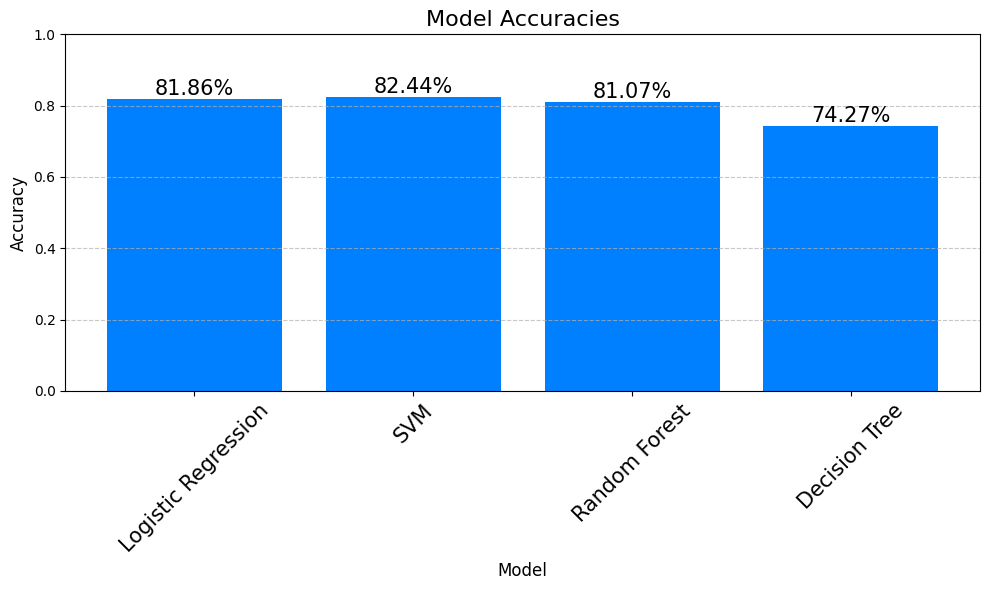 Model Accuracies
1.0
0.8
0.6
0.4
0.2
0.0
Accuracy
81.86%
82.44%
81.07%
74.27%
Logistic Regression
SVM
Random Forest
Decision Tree
Model